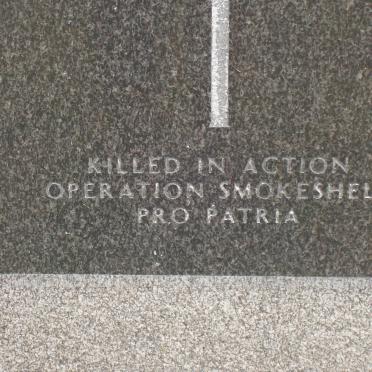 KILLED IN ACTION
OPERATION SMOKESHEL
PRO PATRIA